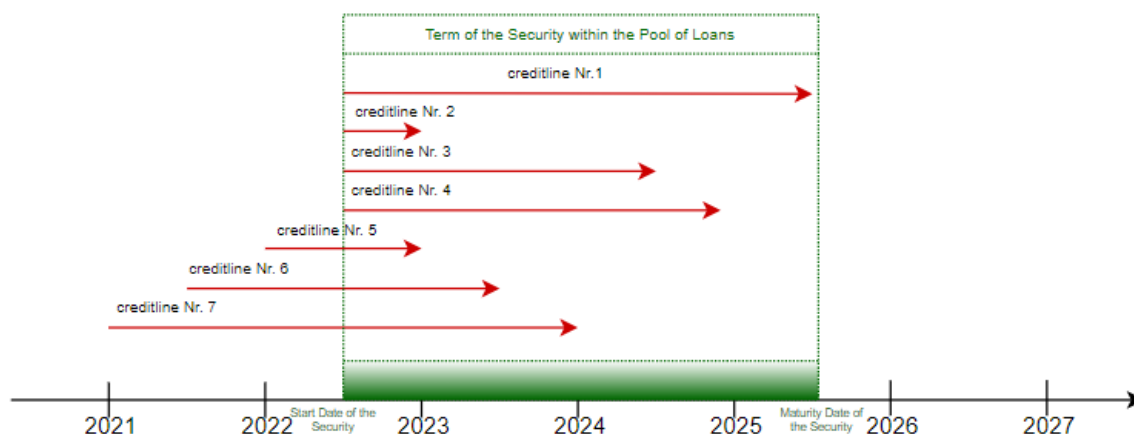 Term of the Security within the Pool of Loans
creditline Nr.1
creditline Nr. 2
creditline Nr. 3
creditline Nr. 4
creditline Nr. 5
creditline Nr. 6
creditline Nr. 7
2021
2022
Start Date of the
Security
2023
2024
2025
Maturity Date of
the Security
2026
2027